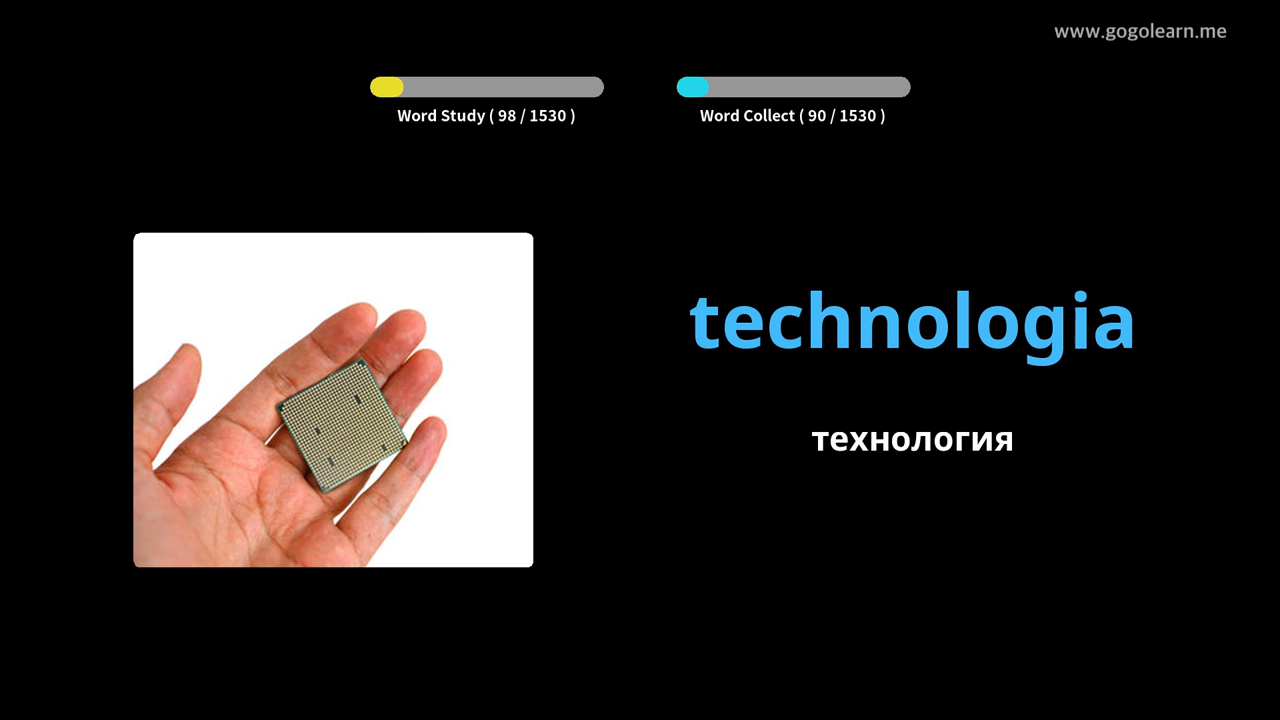 www.gogolearn.me
Word Study ( 98 / 1530 )
Word Collect ( 90 / 1530 )
technologia
технология